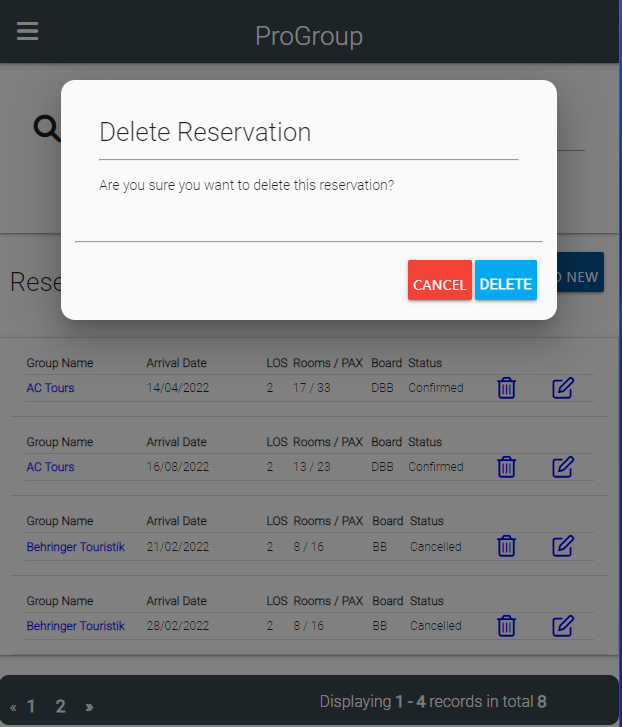 ProGroup
Delete Reservation
Are you sure you want to delete this reservation?
CANCEL DELETE
Rese
NEW
Group Name Arrival Date LOS Rooms / PAX Board Status
AC Tours 14/04/2022 2 17 / 33 DBB Confirmed
Group Name Arrival Date LOS Rooms / PAX Board Status
AC Tours 16/08/2022 2 13 / 23 DBB Confirmed
Group Name Arrival Date LOS Rooms / PAX Board Status
Behringer Touristik 21/02/2022 2 8 / 16 BB Cancelled
Group Name Arrival Date LOS Rooms / PAX Board Status
Behringer Touristik 28/02/2022 2 8 / 16 BB Cancelled
« 1 2 » Displaying 1 - 4 records in total 8